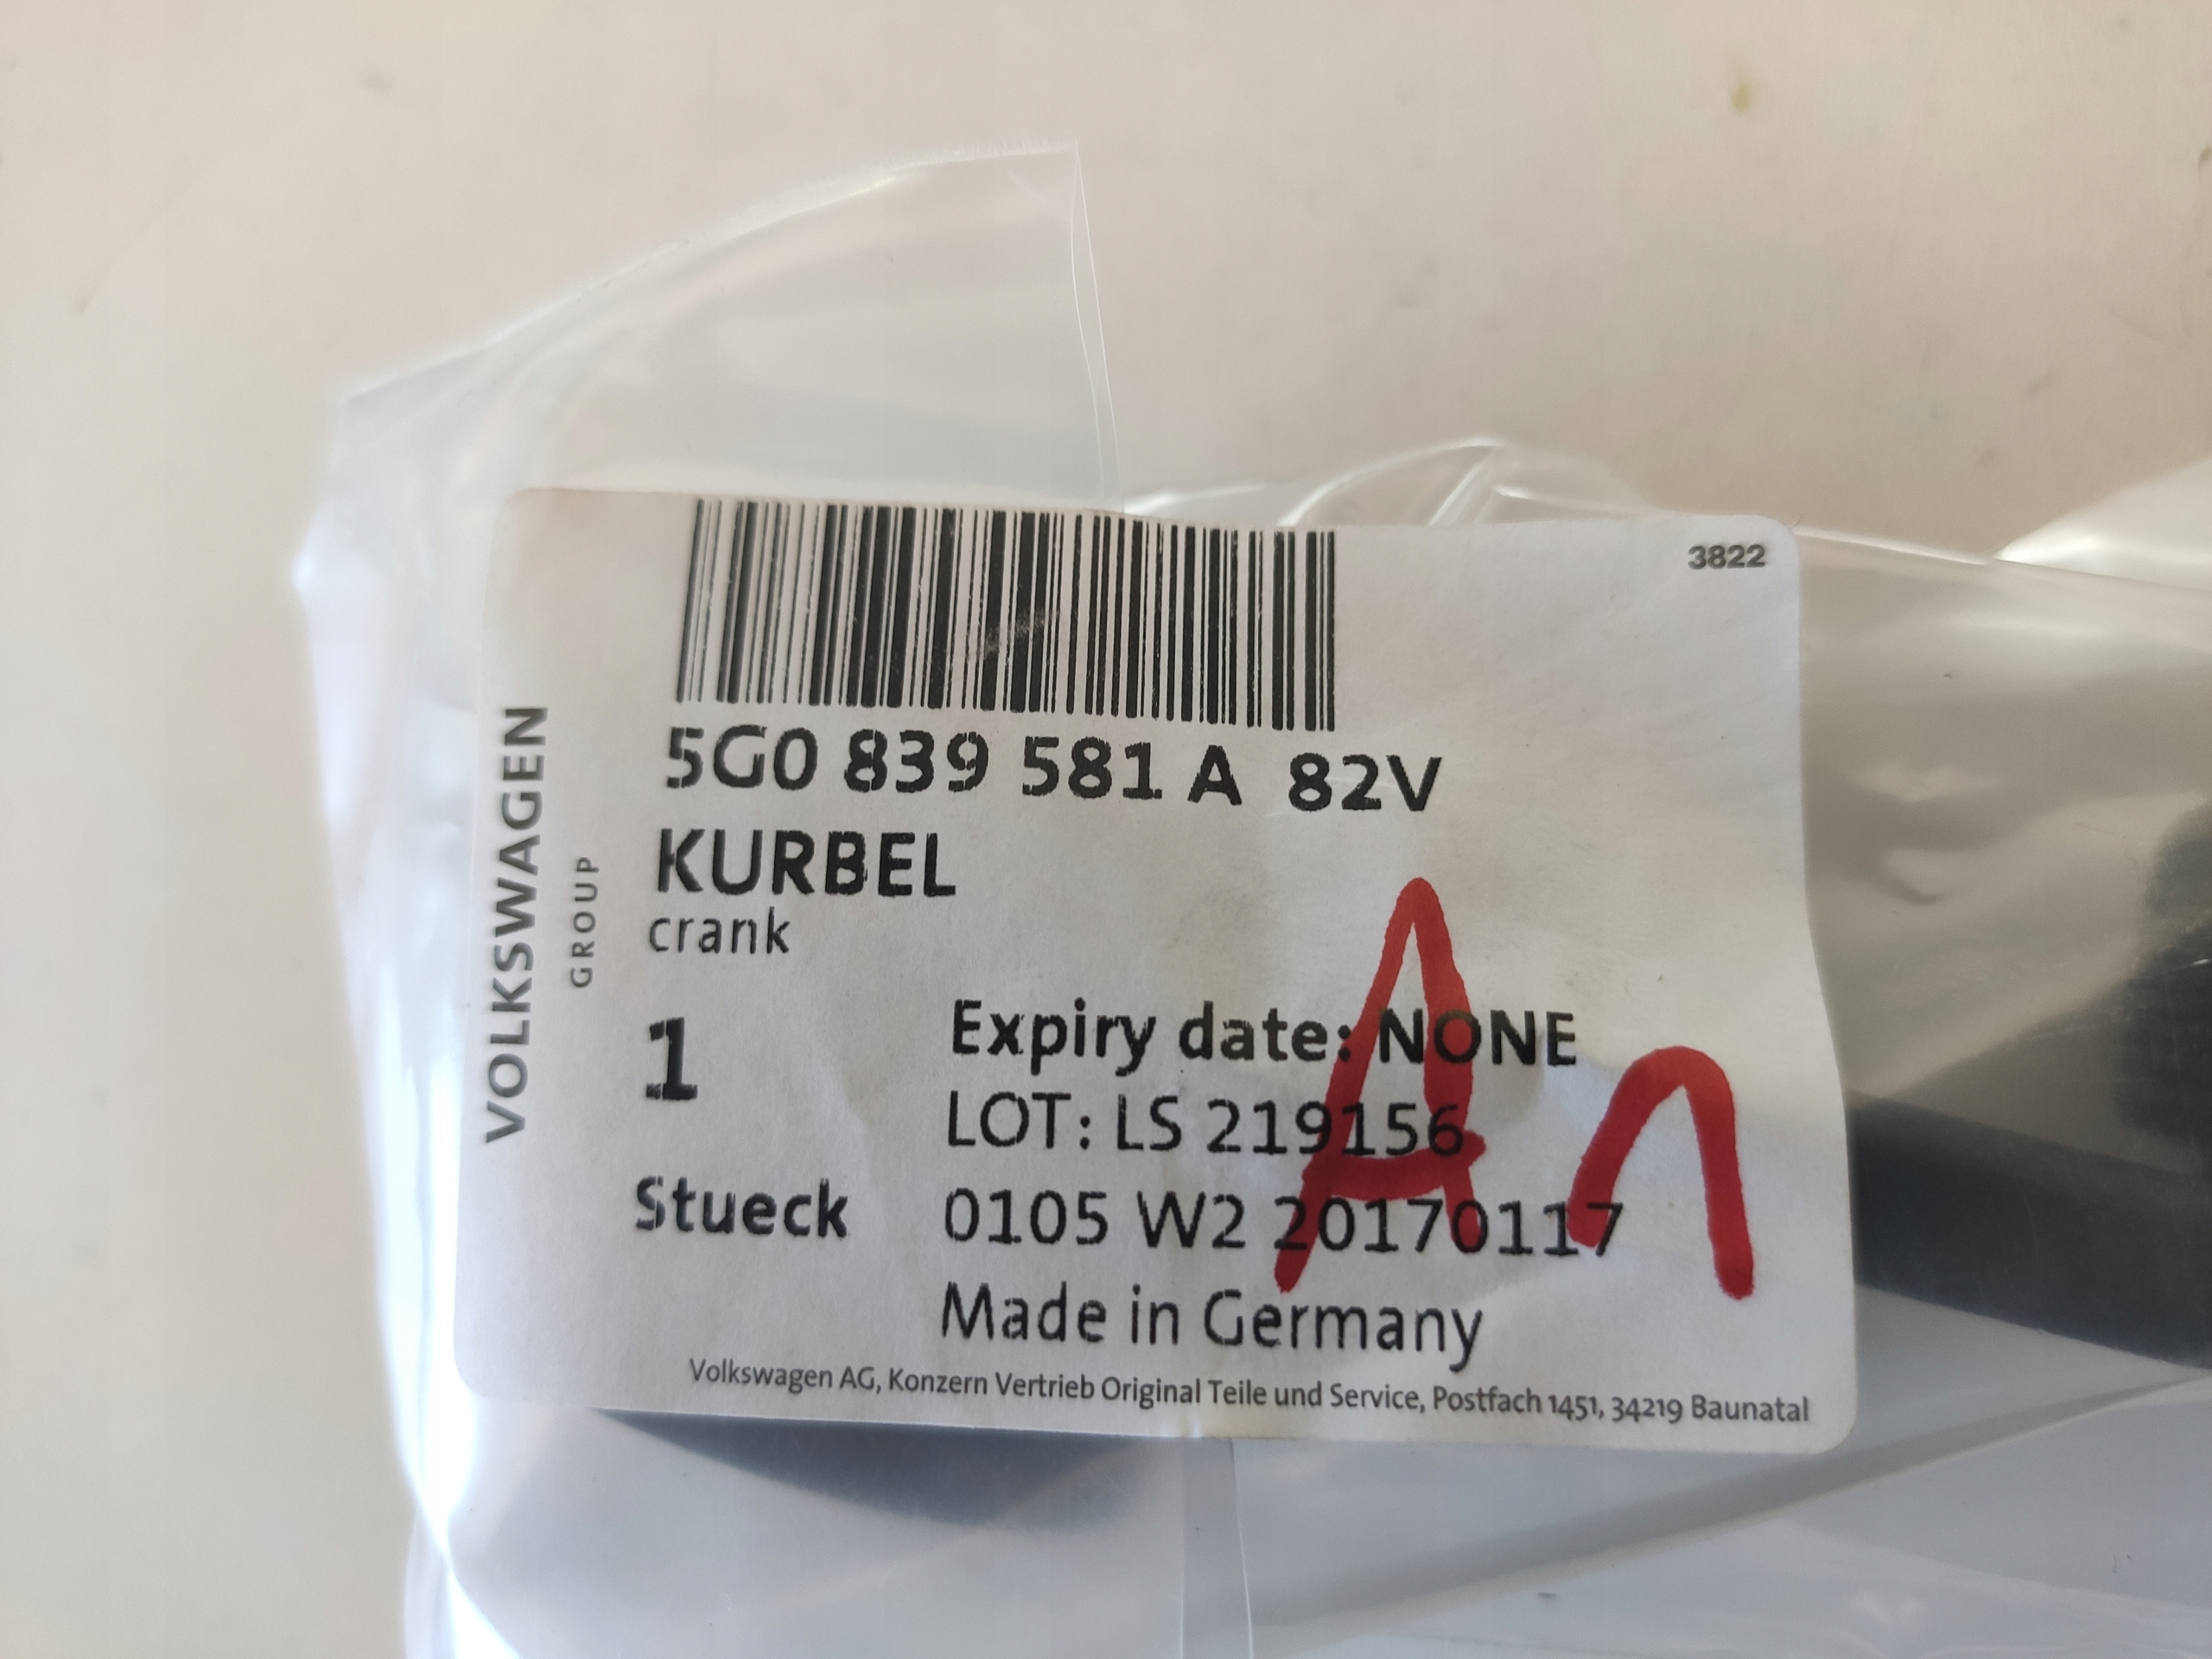 3822
5G0 839 581 A 82V
KURBEL
crank
VOLKSWAGEN
GROUP
1
Stueck
Expiry date: NONE
LOT: LS 219156
0105 W2 20170117
Made in Germany
An
Volkswagen AG, Konzern Vertrieb Original Teile und Service, Postfach 1451, 34219 Baunatal